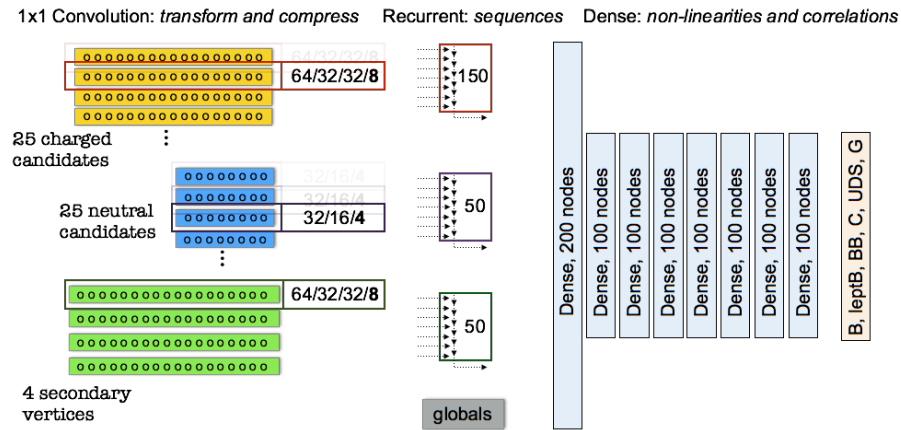 1x1 Convolution: transform and compress
Recurrent: sequences
Dense: non-linearities and correlations
64/32/32/8
o o o o o o o o o o o o o o o o
64/32/32/8
o o o o o o o o o o o o o o o o
o o o o o o o o o o o o o o o o
o o o o o o o o o o o o o o o o
150
25 charged
candidates
32/16/4
o o o o o o o o
32/16/4
o o o o o o o o
32/16/4
o o o o o o o o
o o o o o o o o
50
25 neutral
candidates
64/32/32/8
o o o o o o o o o o o o o o o o o
o o o o o o o o o o o o o o o o o
o o o o o o o o o o o o o o o o o
o o o o o o o o o o o o o o o o o
50
4 secondary
vertices
globals
Dense, 200 nodes
Dense, 100 nodes
Dense, 100 nodes
Dense, 100 nodes
Dense, 100 nodes
Dense, 100 nodes
Dense, 100 nodes
Dense, 100 nodes
B, leptB, BB, C, UDS, G